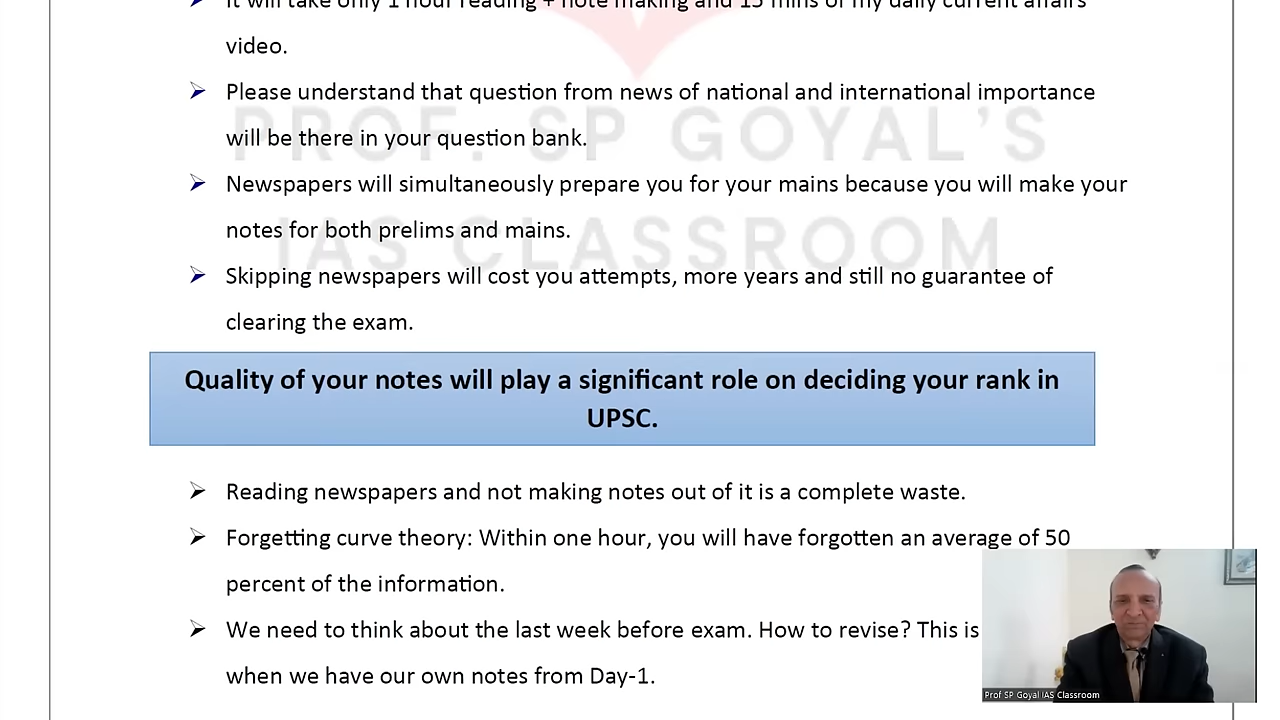 It will take only 1 hour reading + note making and 15 mins of my daily current affairs
video.
Please understand that question from news of national and international importance
will be there in your question bank.
PROF. SP GOYAL'S
Newspapers will simultaneously prepare you for your mains because you will make your
notes for both prelims and mains.
IAS CLASSROOM
Skipping newspapers will cost you attempts, more years and still no guarantee of
clearing the exam.
Quality of your notes will play a significant role on deciding your rank in
UPSC.
Reading newspapers and not making notes out of it is a complete waste.
Forgetting curve theory: Within one hour, you will have forgotten an average of 50
percent of the information.
We need to think about the last week before exam. How to revise? This is
when we have our own notes from Day-1.
Prof SP Goyal IAS Classroom